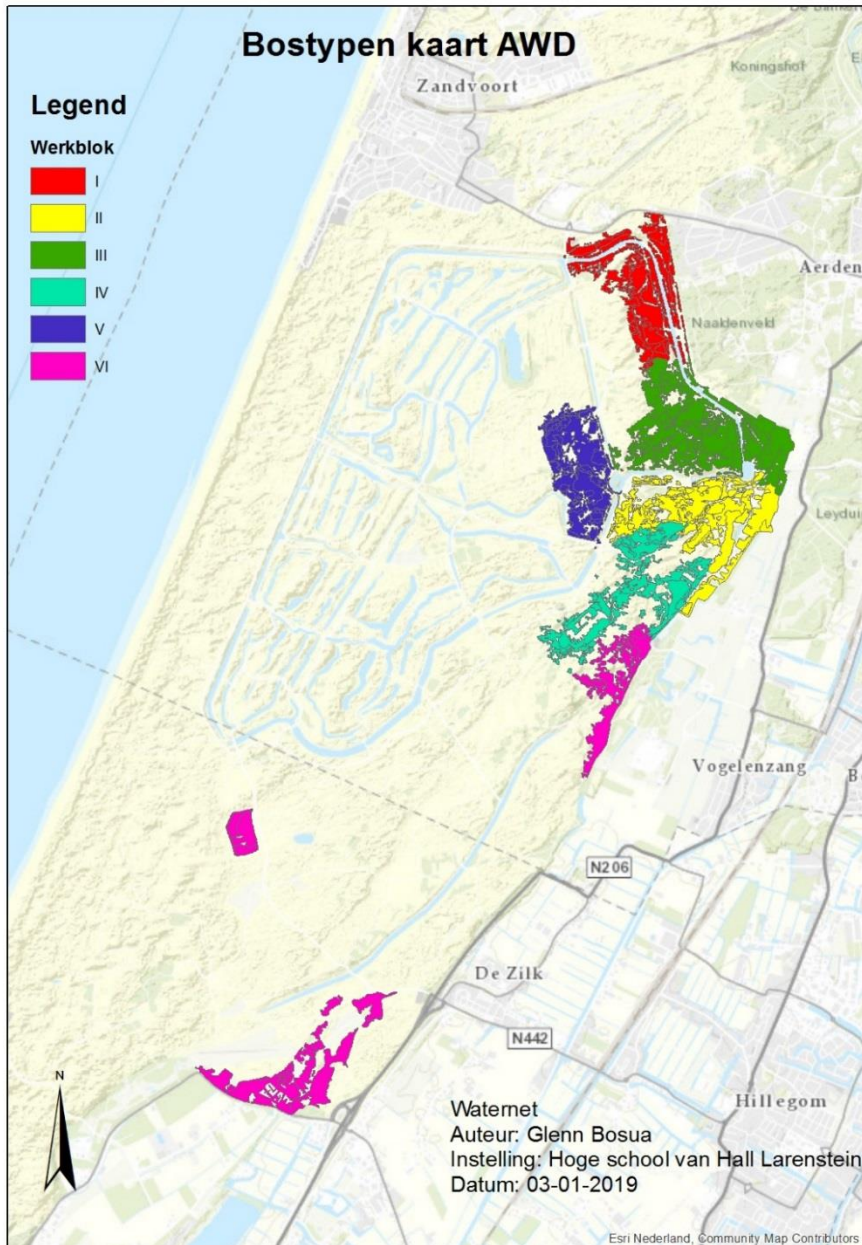 Bostypen kaart AWD
Legend
Werkblok
I
II
III
IV
V
VI
Zandvoort
Koningshof
Aerden
Naaldenveld
Leydui
Vogelenzang
N206
De Zilk
N442
Hillegom
N
Waternet
Auteur: Glenn Bosua
Instelling: Hoge school van Hall Larenstein
Datum: 03-01-2019
Esri Nederland, Community Map Contributors